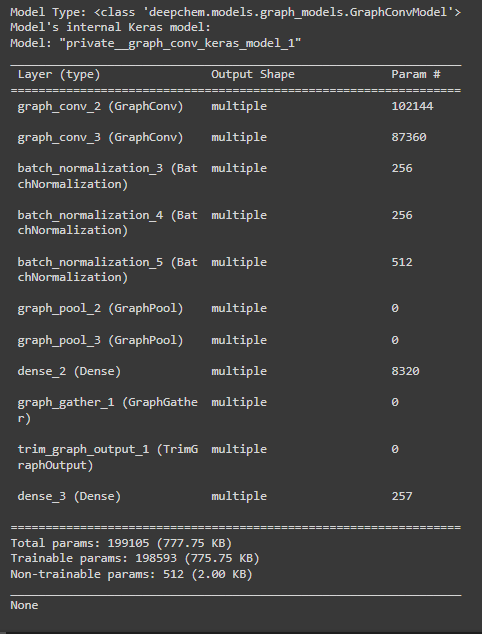 Model Type: <class 'deepchem.models.graph_models.GraphConvModel'>
Model's internal Keras model:
Model: "private__graph_conv_keras_model_1"
_________________________________________________________________
Layer (type) Output Shape Param #
=================================================================
graph_conv_2 (GraphConv) multiple 102144
graph_conv_3 (GraphConv) multiple 87360
batch_normalization_3 (Bat multiple 256
chNormalization)
batch_normalization_4 (Bat multiple 256
chNormalization)
batch_normalization_5 (Bat multiple 512
chNormalization)
graph_pool_2 (GraphPool) multiple 0
graph_pool_3 (GraphPool) multiple 0
dense_2 (Dense) multiple 8320
graph_gather_1 (GraphGathe multiple 0
r)
trim_graph_output_1 (TrimG multiple 0
raphOutput)
dense_3 (Dense) multiple 257
=================================================================
Total params: 199105 (777.75 KB)
Trainable params: 198593 (775.75 KB)
Non-trainable params: 512 (2.00 KB)
_________________________________________________________________
None